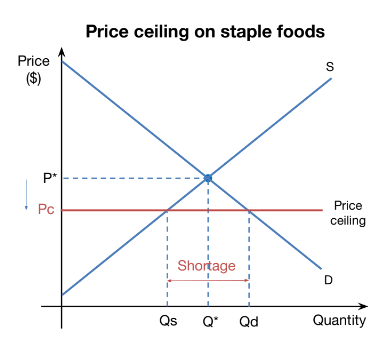 Price ceiling on staple foods
Price
($)
S
P*
Pc
Price
ceiling
Shortage
D
Qs
Q*
Qd
Quantity